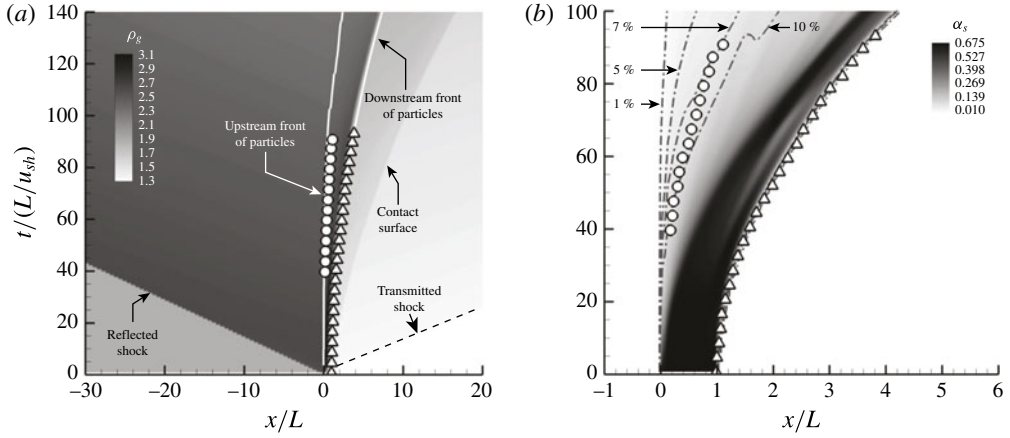 (a)
140
120
100
80
60
40
20
0
t/(L/u_sh)
ρ_g
3.1
2.9
2.7
2.5
2.3
2.1
1.9
1.7
1.5
1.3
Upstream front
of particles
Downstream front
of particles
Contact
surface
Transmitted
shock
Reflected
shock
−30
−20
−10
0
10
20
x/L
(b)
100
80
60
40
20
0
7 %
5 %
1 %
10 %
α_s
0.675
0.527
0.398
0.269
0.139
0.010
−1
0
1
2
3
4
5
6
x/L